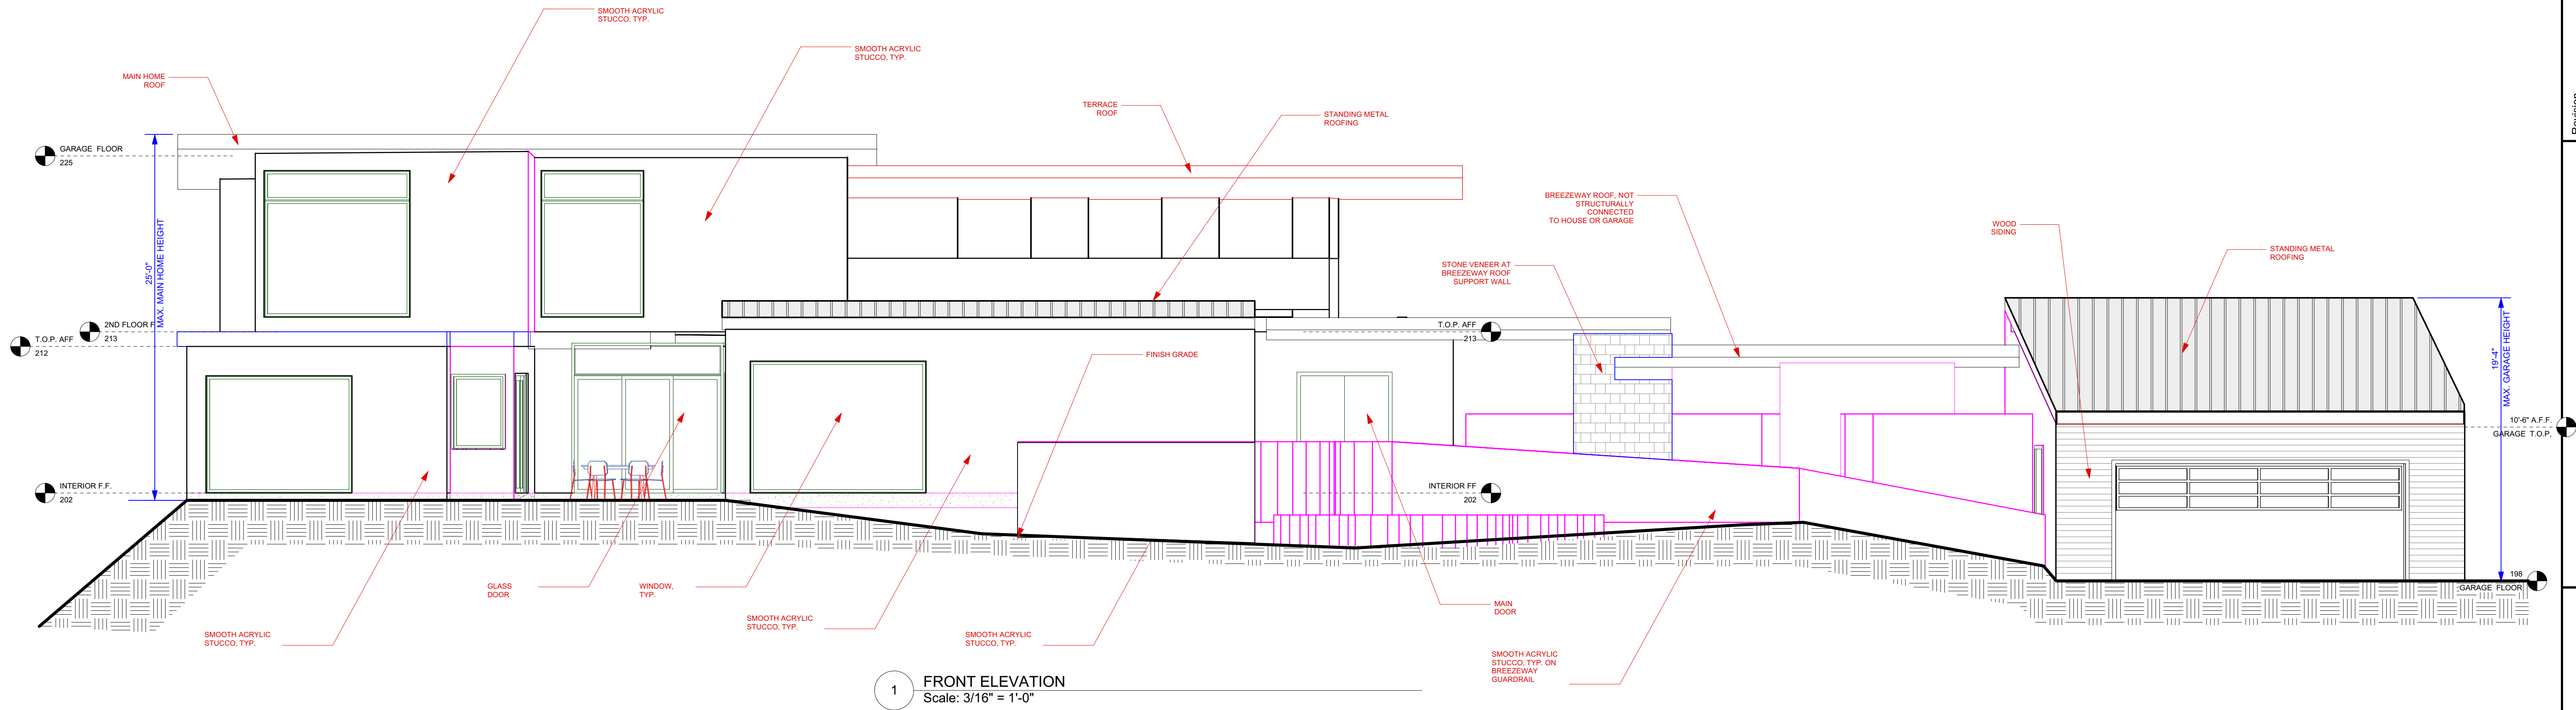 SMOOTH ACRYLIC
STUCCO, TYP.
SMOOTH ACRYLIC
STUCCO, TYP.
MAIN HOME
ROOF
TERRACE
ROOF
STANDING METAL
ROOFING
Revision
GARAGE FLOOR
225
25'-0"
MAX. MAIN HOME HEIGHT
BREEZEWAY ROOF, NOT
STRUCTURALLY
CONNECTED
TO HOUSE OR GARAGE
WOOD
SIDING
STANDING METAL
ROOFING
STONE VENEER AT
BREEZEWAY ROOF
SUPPORT WALL
2ND FLOOR F
213
T.O.P. AFF
212
T.O.P. AFF
213
FINISH GRADE
19'-4"
MAX. GARAGE HEIGHT
10'-6" A.F.F.
GARAGE T.O.P.
INTERIOR F.F.
202
INTERIOR FF
202
198
GARAGE FLOOR
GLASS
DOOR
WINDOW,
TYP.
MAIN
DOOR
SMOOTH ACRYLIC
STUCCO, TYP.
SMOOTH ACRYLIC
STUCCO, TYP.
SMOOTH ACRYLIC
STUCCO, TYP.
SMOOTH ACRYLIC
STUCCO, TYP. ON
BREEZEWAY
GUARDRAIL
1
FRONT ELEVATION
Scale: 3/16" = 1'-0"